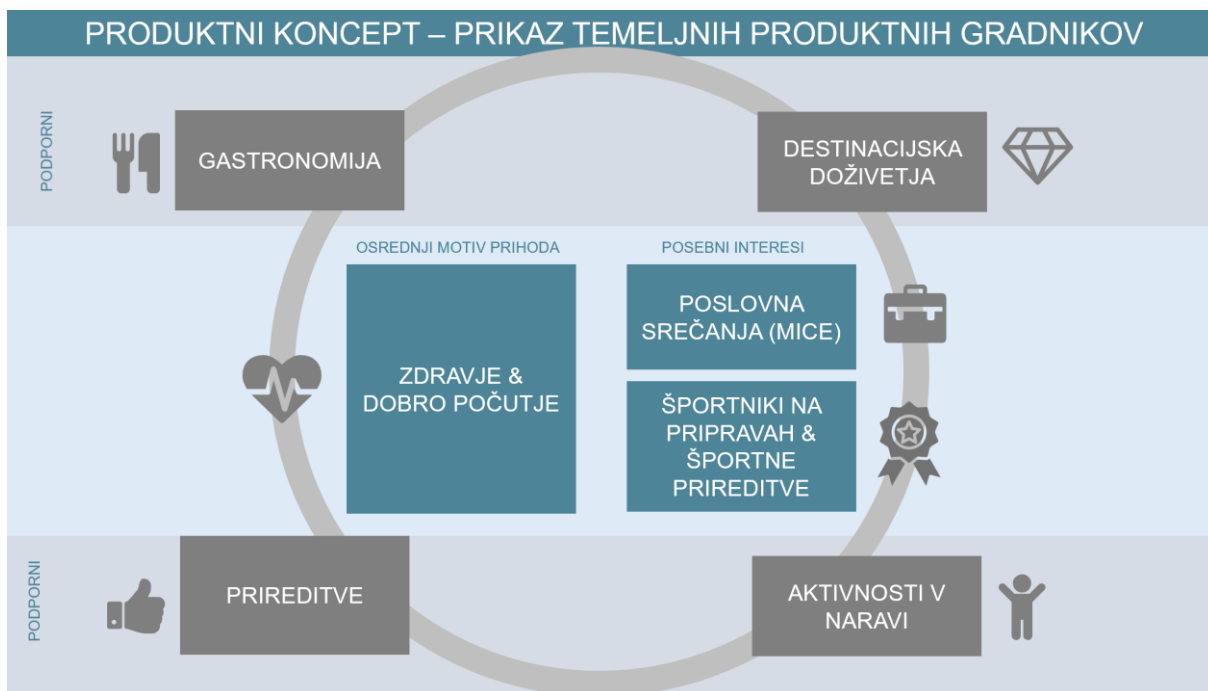 PRODUKTNI KONCEPT – PRIKAZ TEMELJNIH PRODUKTNIH GRADNIKOV
PODPORNI
GASTRONOMIJA
DESTINACIJSKA
DOŽIVETJA
OSREDNJI MOTIV PRIHODA
ZDRAVJE &
DOBRO POČUTJE
POSEBNI INTERESI
POSLOVNA
SREČANJA (MICE)
ŠPORTNIKI NA
PRIPRAVAH &
ŠPORTNE
PRIREDITVE
PODPORNI
PRIREDITVE
AKTIVNOSTI V
NARAVI